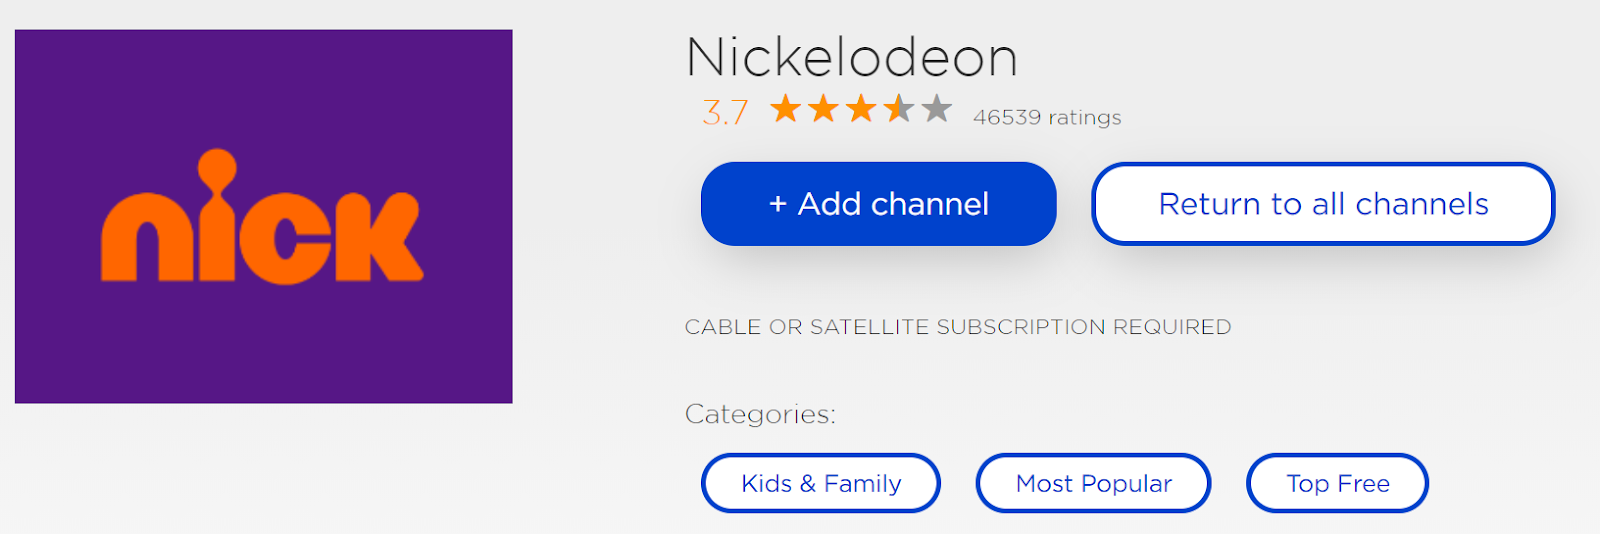 nick
Nickelodeon
3.7 46539 ratings
+ Add channel
Return to all channels
CABLE OR SATELLITE SUBSCRIPTION REQUIRED
Categories:
Kids & Family
Most Popular
Top Free